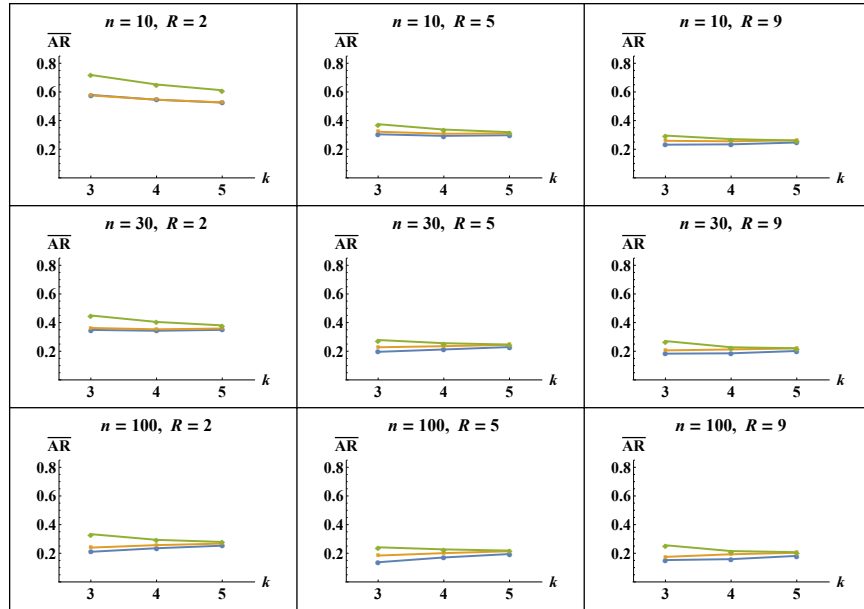 n = 10, R = 2
AR
0.8
0.6
0.4
0.2
3 4 5 k
n = 10, R = 5
AR
0.8
0.6
0.4
0.2
3 4 5 k
n = 10, R = 9
AR
0.8
0.6
0.4
0.2
3 4 5 k
n = 30, R = 2
AR
0.8
0.6
0.4
0.2
3 4 5 k
n = 30, R = 5
AR
0.8
0.6
0.4
0.2
3 4 5 k
n = 30, R = 9
AR
0.8
0.6
0.4
0.2
3 4 5 k
n = 100, R = 2
AR
0.8
0.6
0.4
0.2
3 4 5 k
n = 100, R = 5
AR
0.8
0.6
0.4
0.2
3 4 5 k
n = 100, R = 9
AR
0.8
0.6
0.4
0.2
3 4 5 k